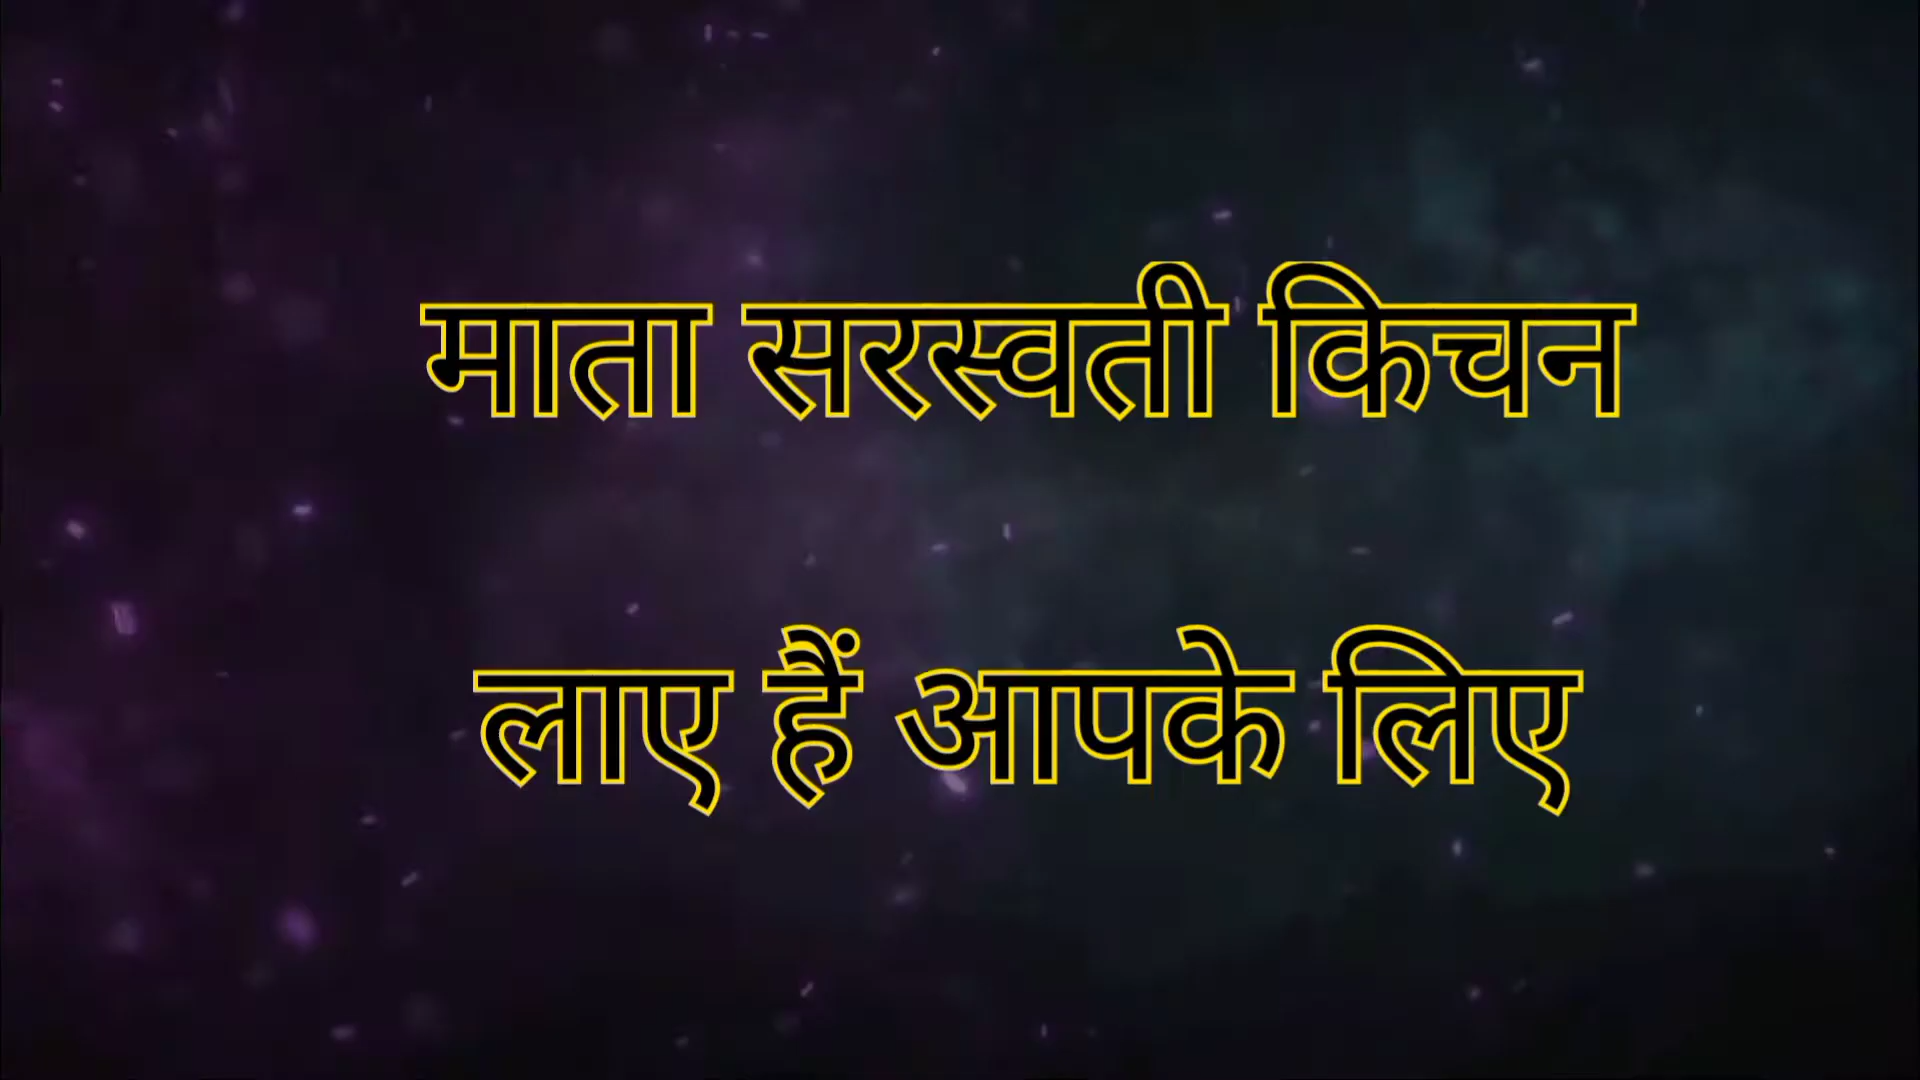 माता सरस्वती किचन
लाए हैं आपके लिए